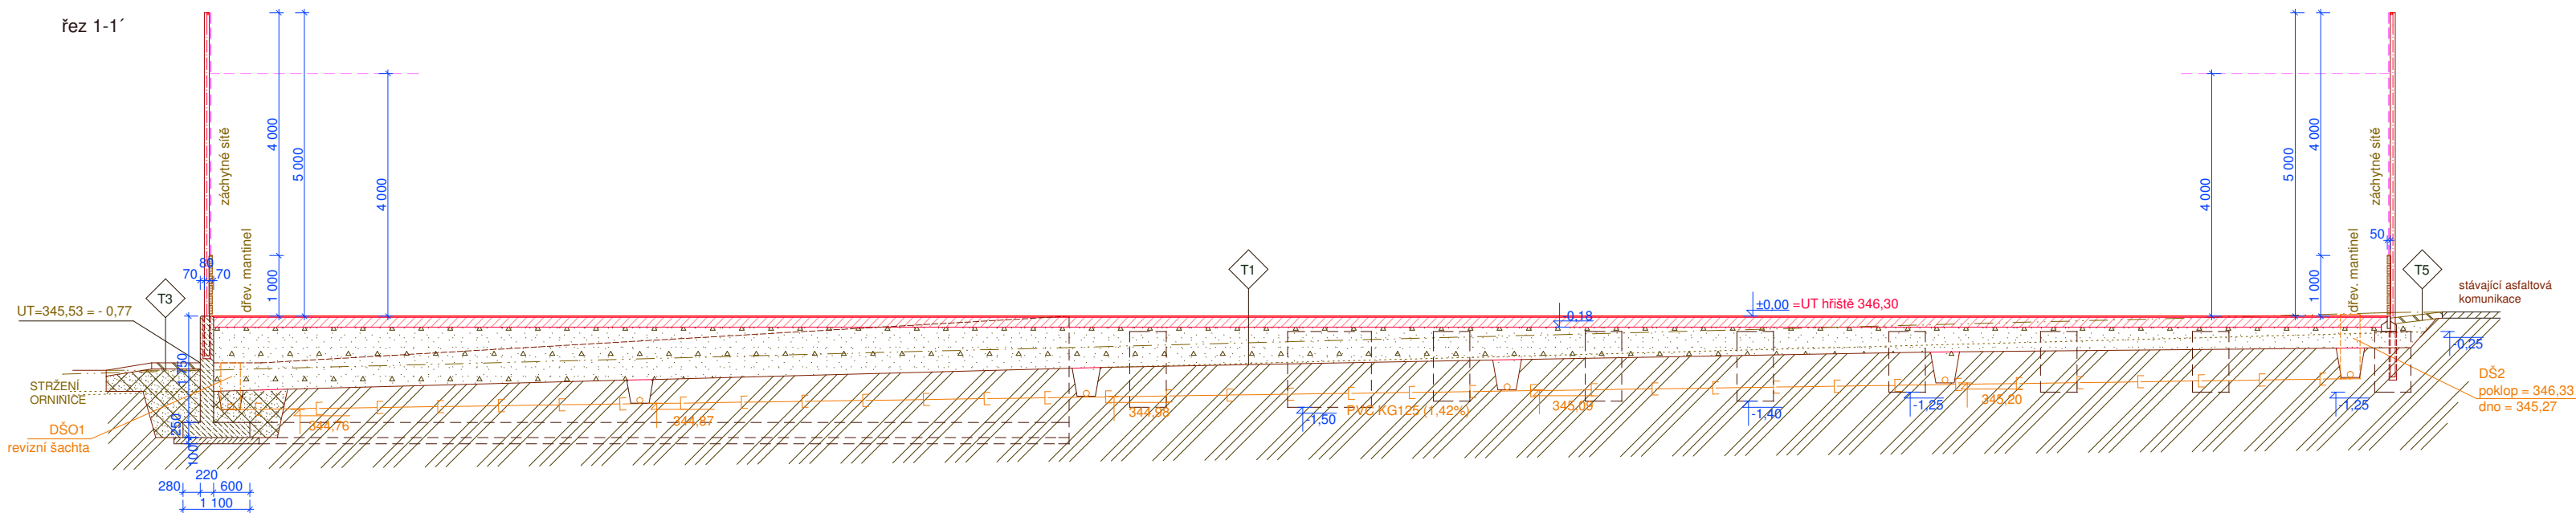 řez 1-1´
4 000
5 000
4 000
záchytné sítě
dřev. mantinel
1 000
80
70
70
T3
UT=345,53 = - 0,77
STRŽENÍ
ORNINICE
DŠO1
revizní šachta
1 750
250
100
220
280
600
1 100
344,76
344,87
344,98
T1
-1,50
PVC KG125 (1,42%)
345,09
-0,18
±0,00 =UT hřiště 346,30
-1,40
-1,25
345,20
-1,25
4 000
5 000
4 000
záchytné sítě
50
dřev. mantinel
1 000
T5
stávající asfaltová
komunikace
-0,25
DŠ2
poklop = 346,33
dno = 345,27